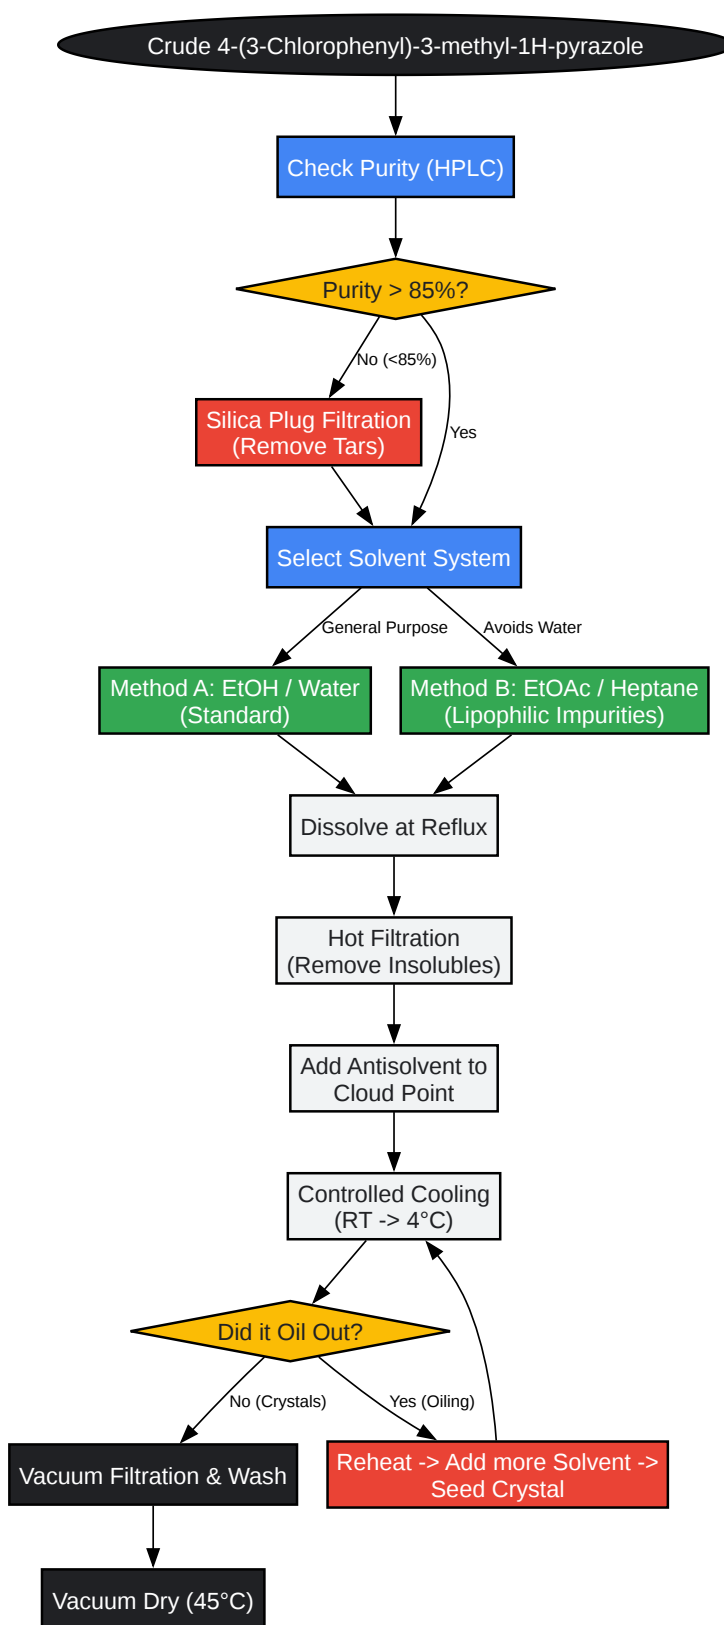 Crude 4-(3-Chlorophenyl)-3-methyl-1H-pyrazole
Check Purity (HPLC)
Purity > 85%?
No (<85%)
Silica Plug Filtration
(Remove Tars)
Yes
Select Solvent System
General Purpose
Avoids Water
Method A: EtOH / Water
(Standard)
Method B: EtOAc / Heptane
(Lipophilic Impurities)
Dissolve at Reflux
Hot Filtration
(Remove Insolubles)
Add Antisolvent to
Cloud Point
Controlled Cooling
(RT -> 4°C)
Did it Oil Out?
No (Crystals)
Yes (Oiling)
Vacuum Filtration & Wash
Reheat -> Add more Solvent ->
Seed Crystal
Vacuum Dry (45°C)